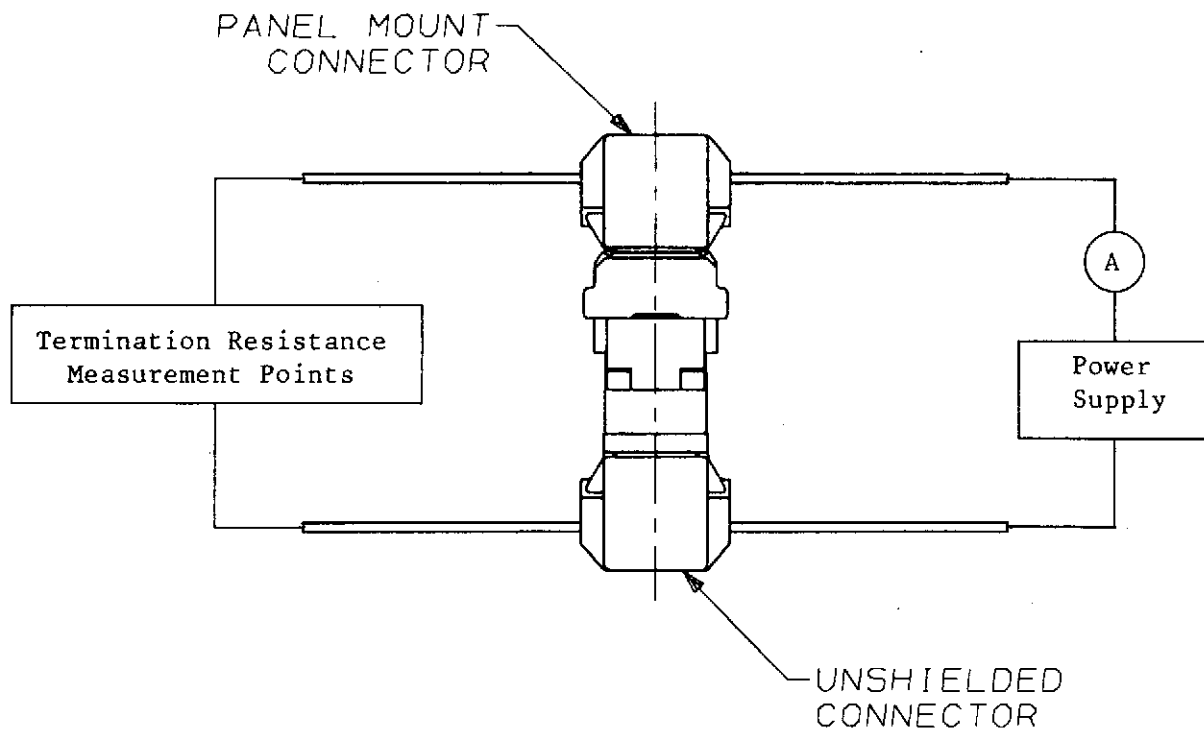 PANEL MOUNT
CONNECTOR
A
Termination Resistance
Measurement Points
Power
Supply
UNSHIELDED
CONNECTOR